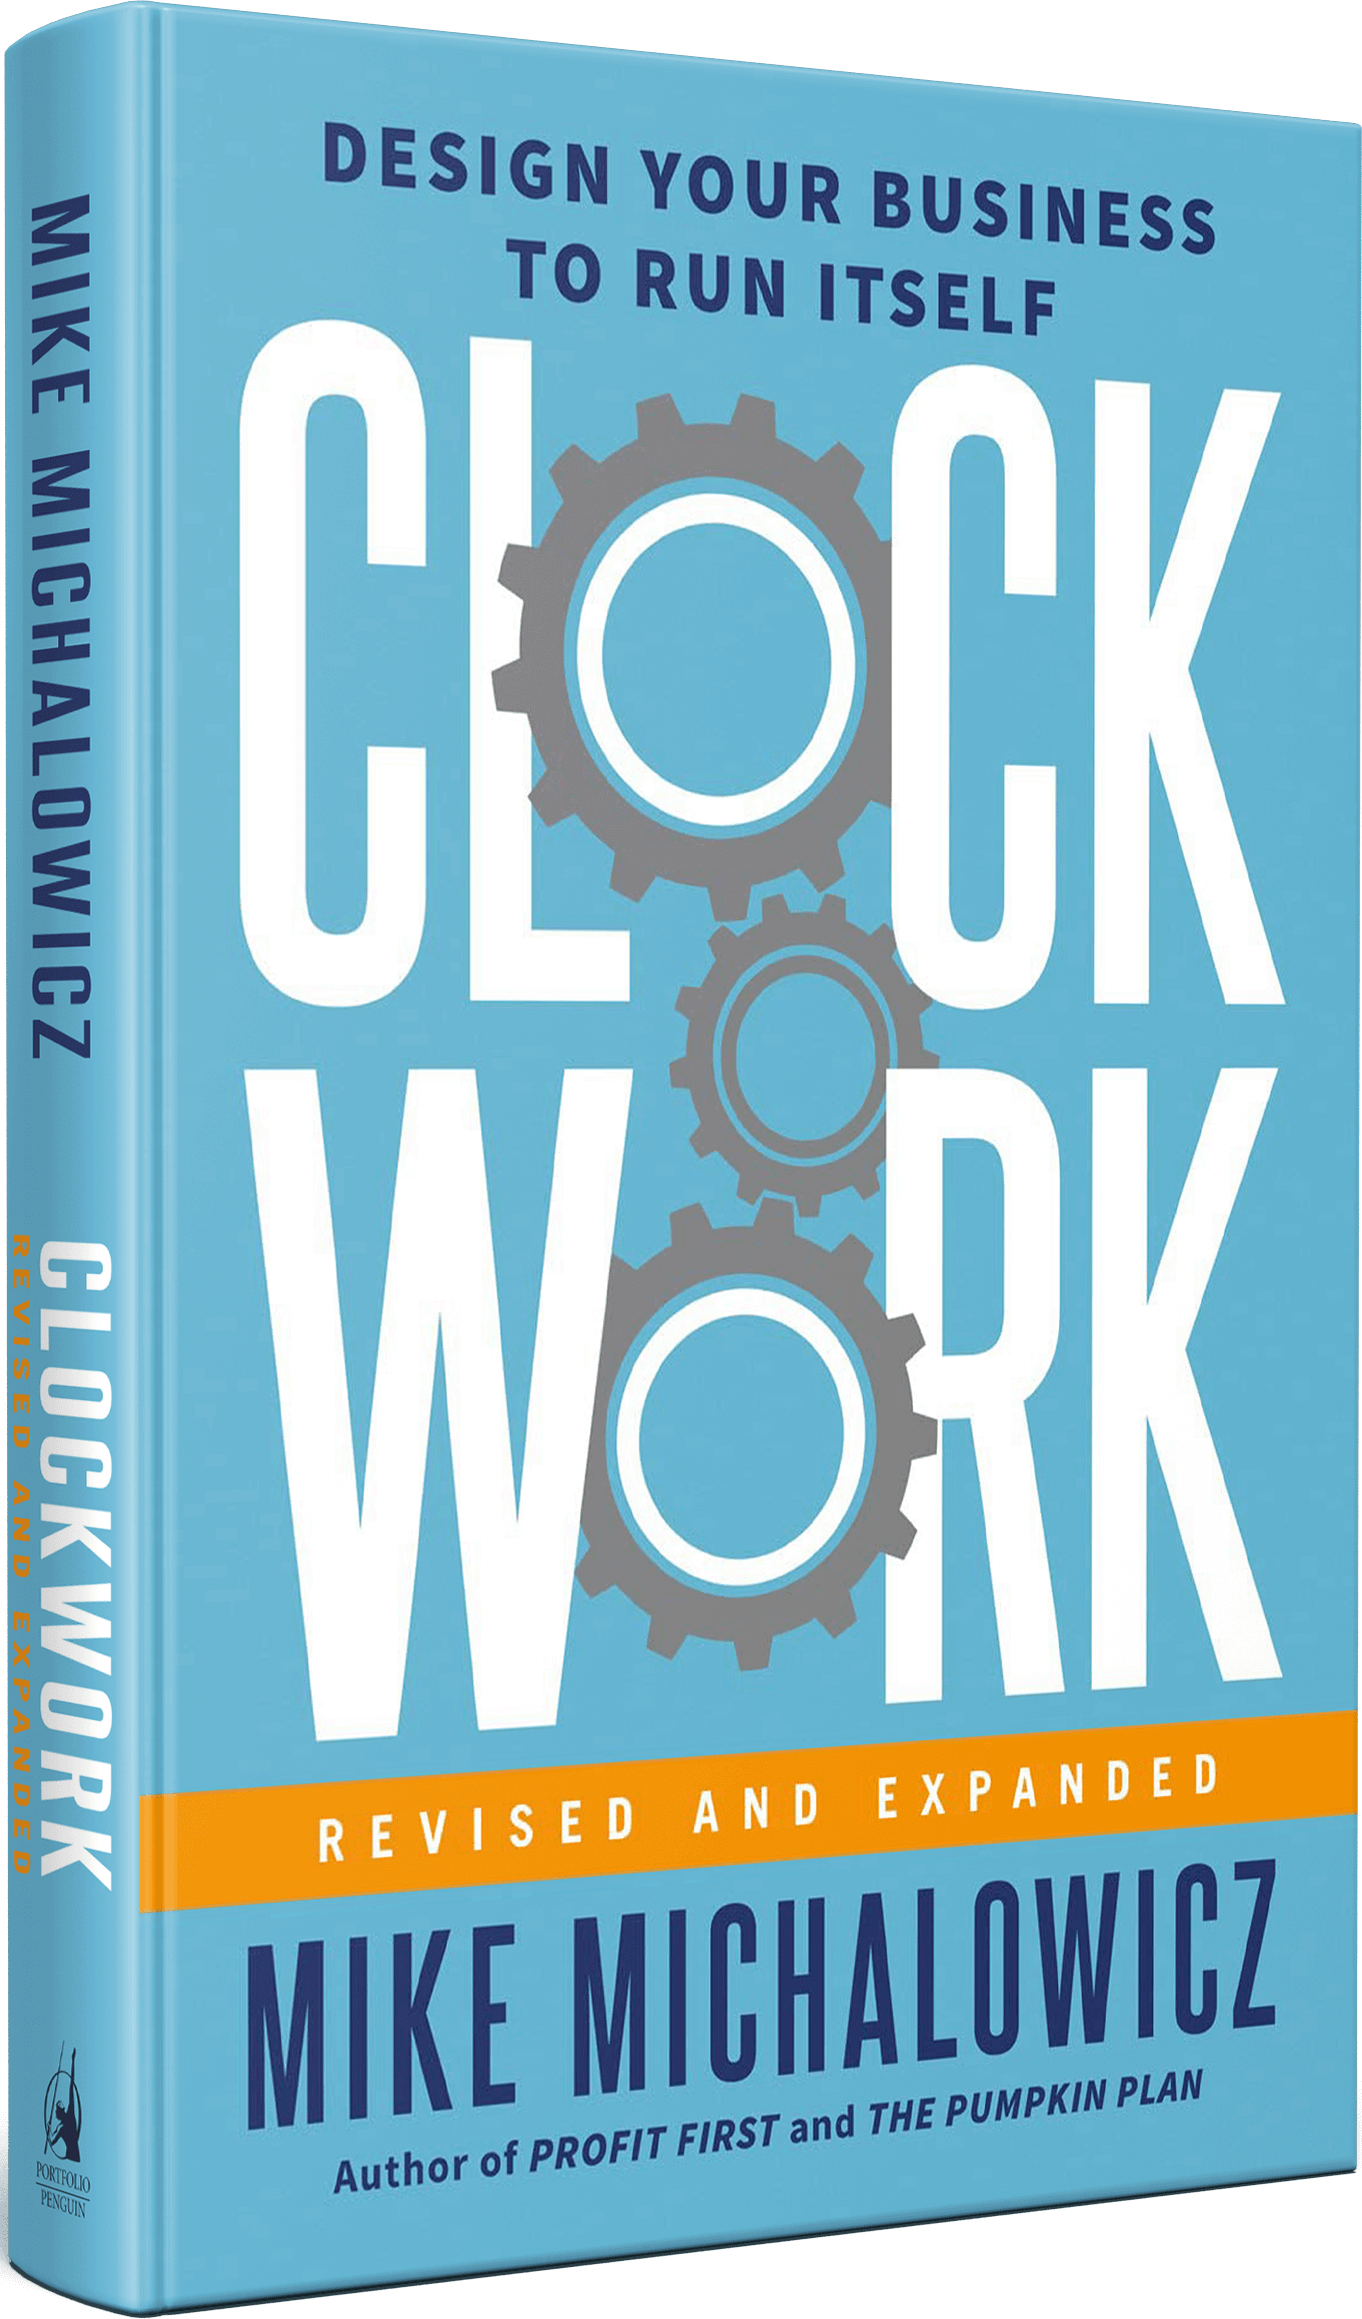 DESIGN YOUR BUSINESS
TO RUN ITSELF
CLOCK
WORK
REVISED AND EXPANDED
MIKE MICHALOWICZ
Author of PROFIT FIRST and THE PUMPKIN PLAN
MIKE MICHALOWICZ
CLOCKWORK
REVISED AND EXPANDED
PORTFOLIO
PENGUIN